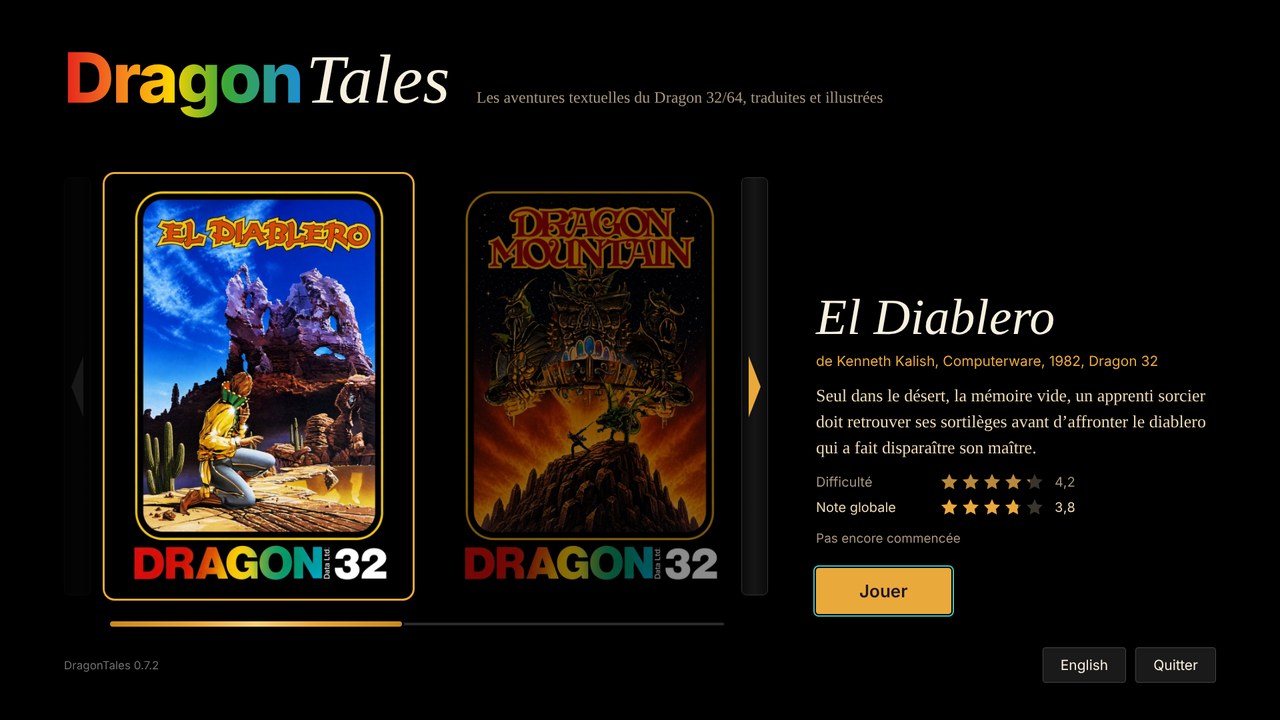 DragonTales
Les aventures textuelles du Dragon 32/64, traduites et illustrées
EL DIABLERO
DRAGON Data Ltd. 32
DRAGON
MOUNTAIN
DRAGON Data Ltd. 32
El Diablero
de Kenneth Kalish, Computerware, 1982, Dragon 32
Seul dans le désert, la mémoire vide, un apprenti sorcier
doit retrouver ses sortilèges avant d’affronter le diablero
qui a fait disparaître son maître.
Difficulté 4,2
Note globale 3,8
Pas encore commencée
Jouer
DragonTales 0.7.2
English
Quitter